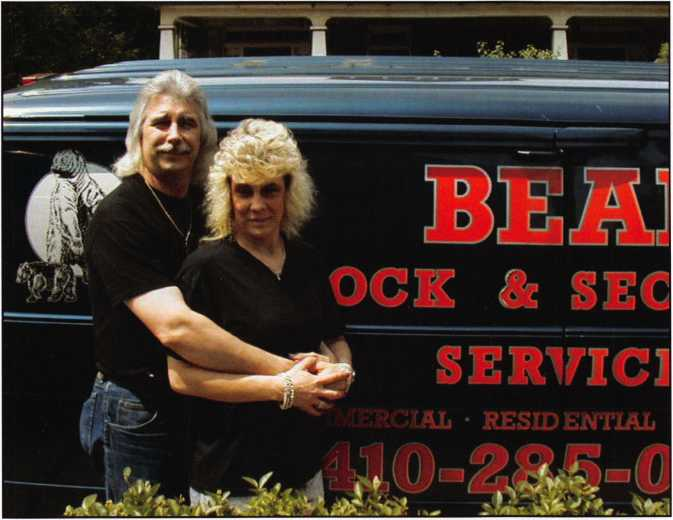 BEA
OCK & SEC
SERVIC
MERCIAL · RESIDENTIAL
410-285-0